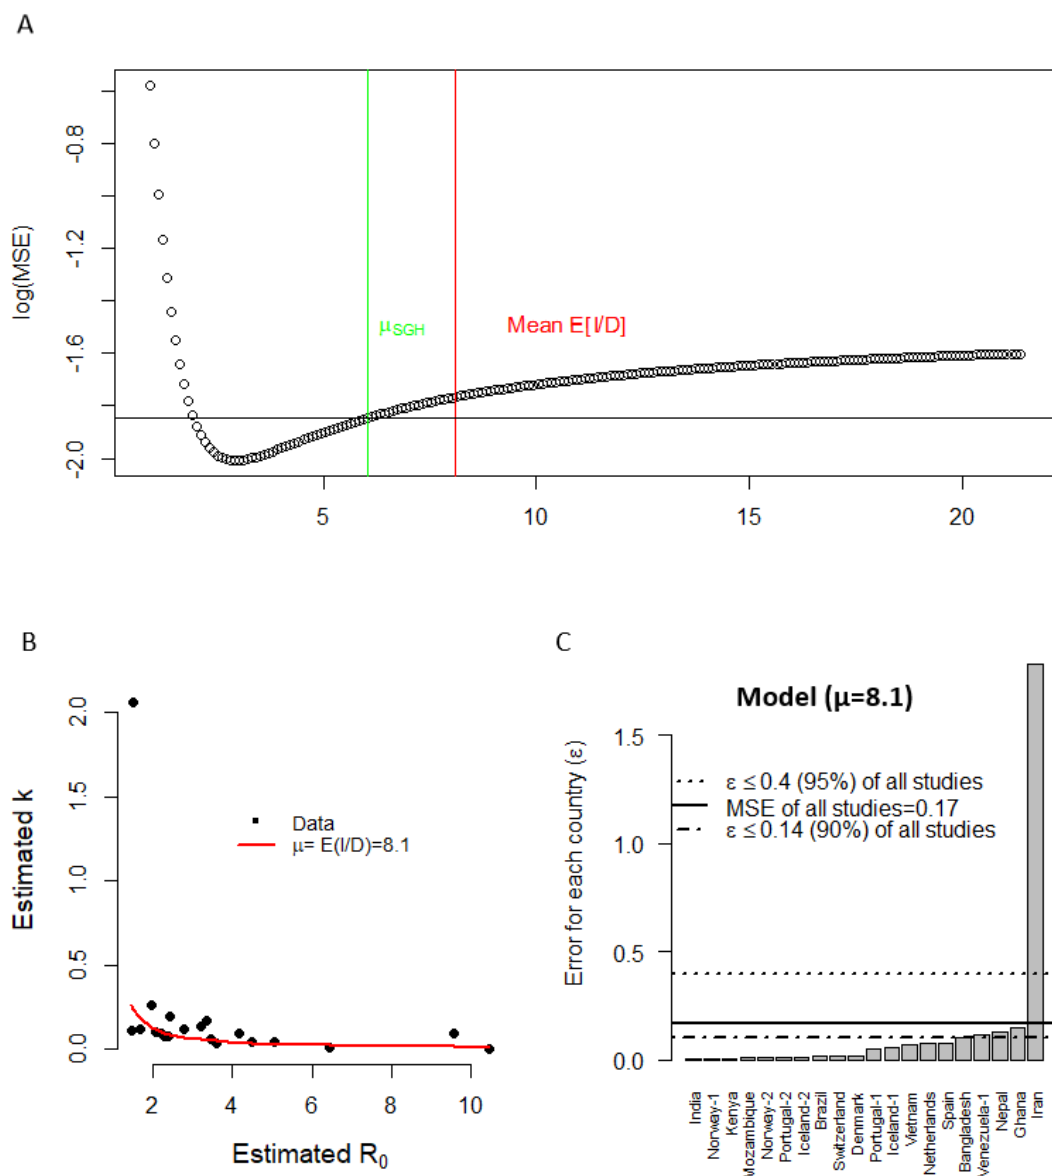 A
log(MSE)
-0.8
-1.2
-1.6
-2.0
μSGH
Mean E[I/D]
5
10
15
20
B
Estimated k
2.0
1.5
1.0
0.5
0.0
Data
μ= E(I/D)=8.1
2
4
6
8
10
Estimated R0
C
Model (μ=8.1)
Error for each country (ε)
1.5
1.0
0.5
0.0
ε ≤ 0.4 (95%) of all studies
MSE of all studies=0.17
ε ≤ 0.14 (90%) of all studies
India
Norway-1
Kenya
Mozambique
Norway-2
Portugal-2
Iceland-2
Brazil
Switzerland
Denmark
Portugal-1
Iceland-1
Vietnam
Netherlands
Spain
Bangladesh
Venezuela-1
Nepal
Ghana
Iran